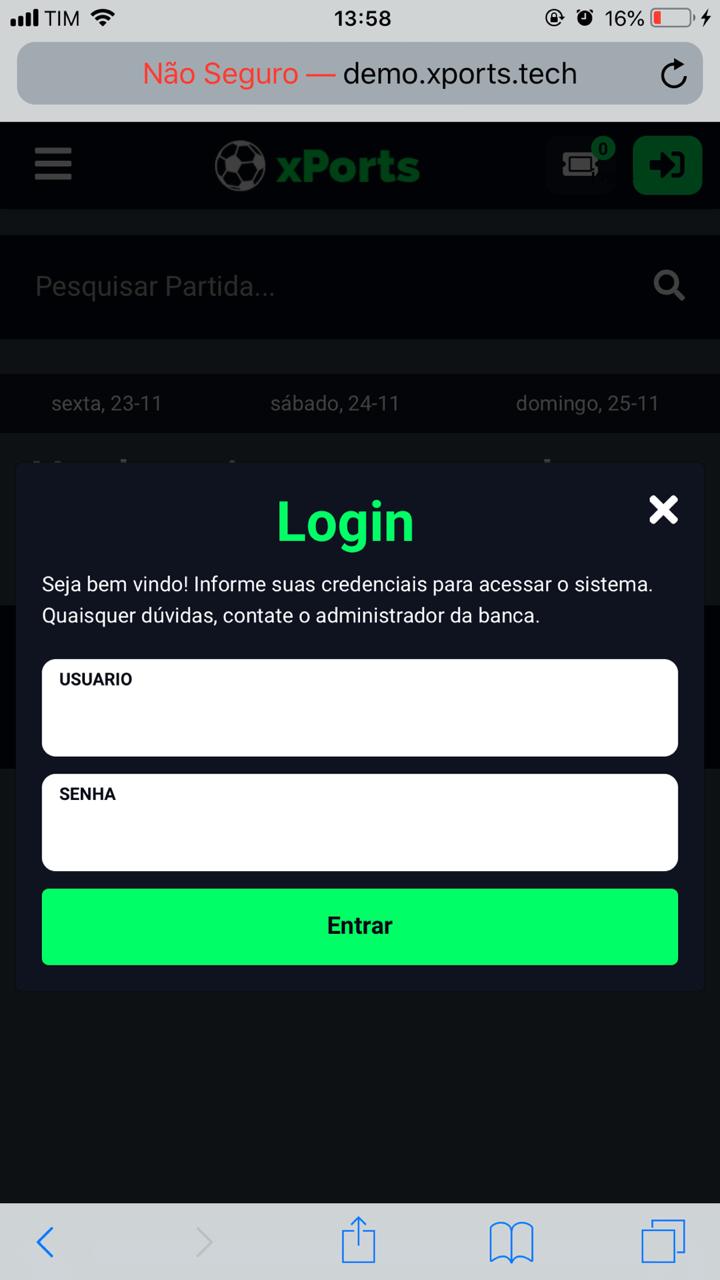 TIM 13:58 16%
Não Seguro — demo.xports.tech
xPorts 0
Pesquisar Partida...
sexta, 23-11 sábado, 24-11 domingo, 25-11
Login
Seja bem vindo! Informe suas credenciais para acessar o sistema.
Quaisquer dúvidas, contate o administrador da banca.
USUARIO
SENHA
Entrar